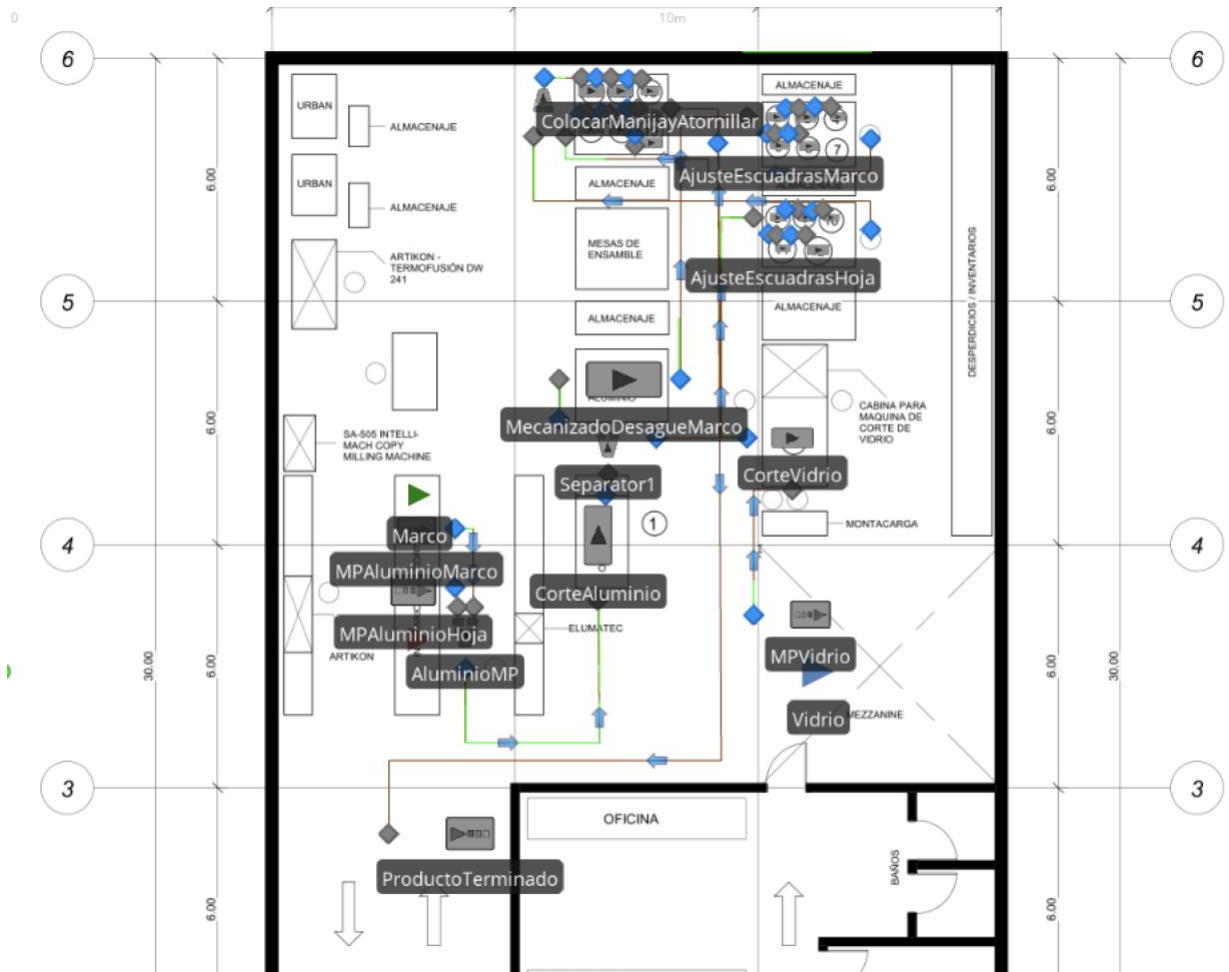 0
10m
6
6
URBAN
ALMACENAJE
ALMACENAJE
ColocarManijayAtornillar
4
7
6.00
6.00
AjusteEscuadrasMarco
URBAN
ALMACENAJE
ALMACENAJE
10
MESAS DE
ENSAMBLE
ARTIKON -
TERMOFUSIÓN DW
241
AjusteEscuadrasHoja
DESPERDICIOS / INVENTARIOS
5
5
ALMACENAJE
ALMACENAJE
CABINA PARA
MAQUINA DE
CORTE DE
VIDRIO
MecanizadoDesagueMarco
6.00
6.00
SA-505 INTELLI-
MACH COPY
MILLING MACHINE
CorteVidrio
Separator1
1
MONTACARGA
Marco
4
4
MPAluminioMarco
CorteAluminio
ELUMATEC
MPAluminioHoja
ARTIKON
MPVidrio
AluminioMP
30.00
6.00
6.00
30.00
Vidrio
MEZZANINE
3
3
OFICINA
ProductoTerminado
BAÑOS
6.00
6.00